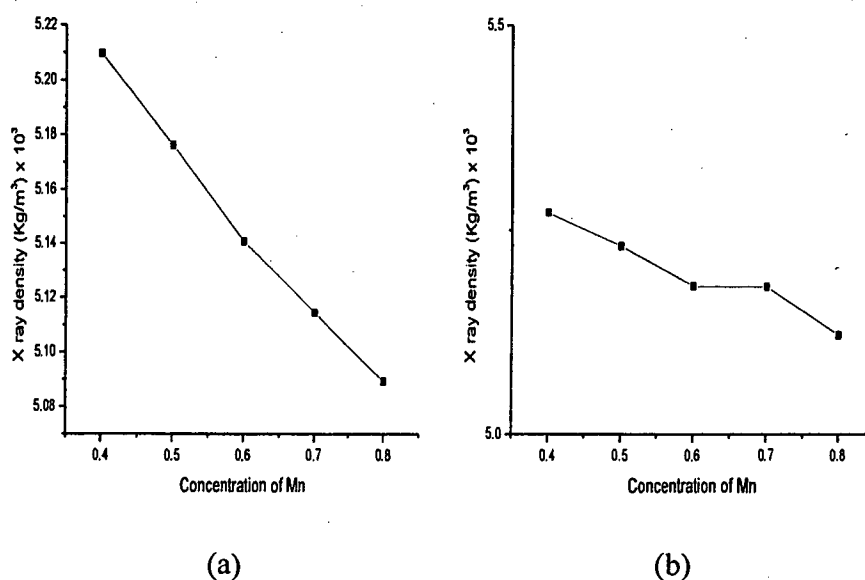 5.22
5.20
5.18
5.16
5.14
5.12
5.10
5.08
X ray density (Kg/m³) x 10³
0.4 0.5 0.6 0.7 0.8
Concentration of Mn
(a)
5.5
5.0
X ray density (Kg/m³) x 10³
0.4 0.5 0.6 0.7 0.8
Concentration of Mn
(b)